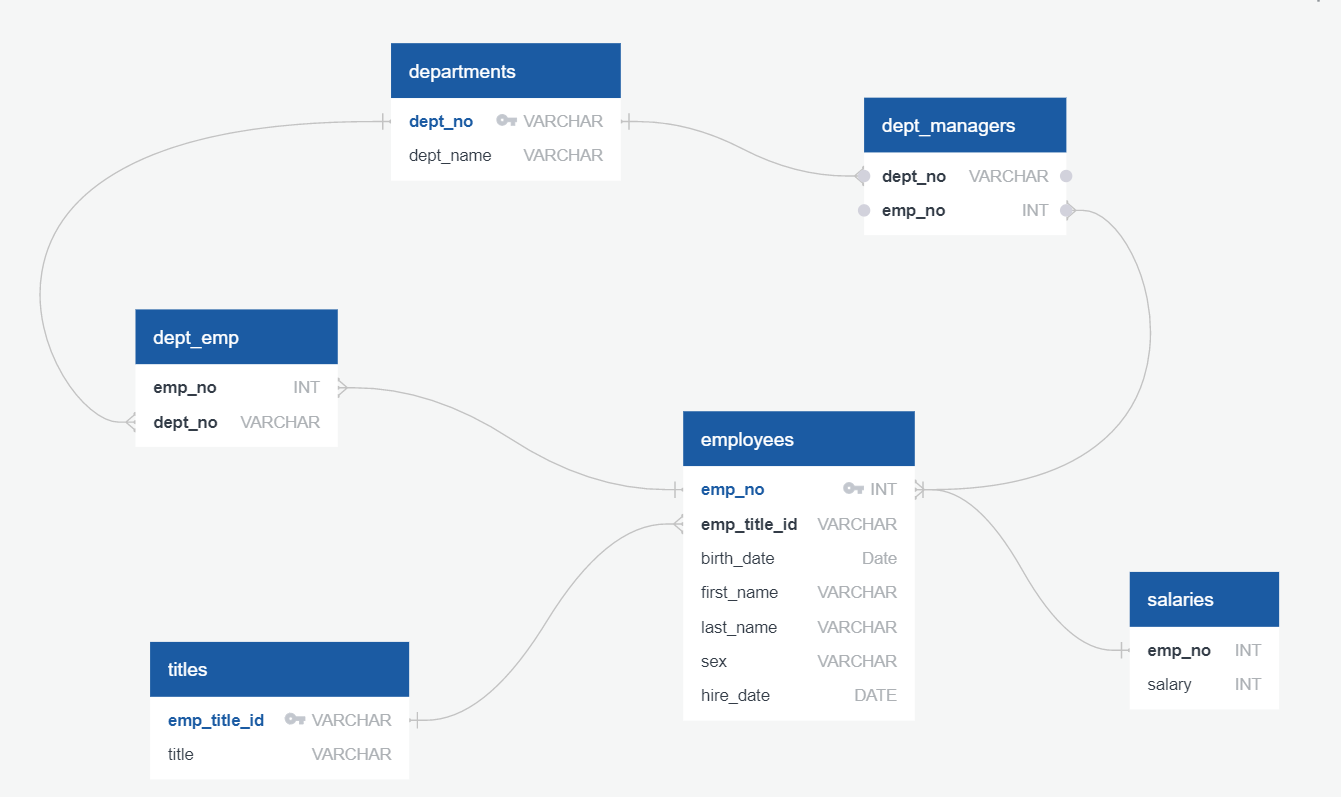 departments
dept_no VARCHAR
dept_name VARCHAR
dept_managers
dept_no VARCHAR
emp_no INT
dept_emp
emp_no INT
dept_no VARCHAR
employees
emp_no INT
emp_title_id VARCHAR
birth_date Date
first_name VARCHAR
last_name VARCHAR
sex VARCHAR
hire_date DATE
salaries
emp_no INT
salary INT
titles
emp_title_id VARCHAR
title VARCHAR